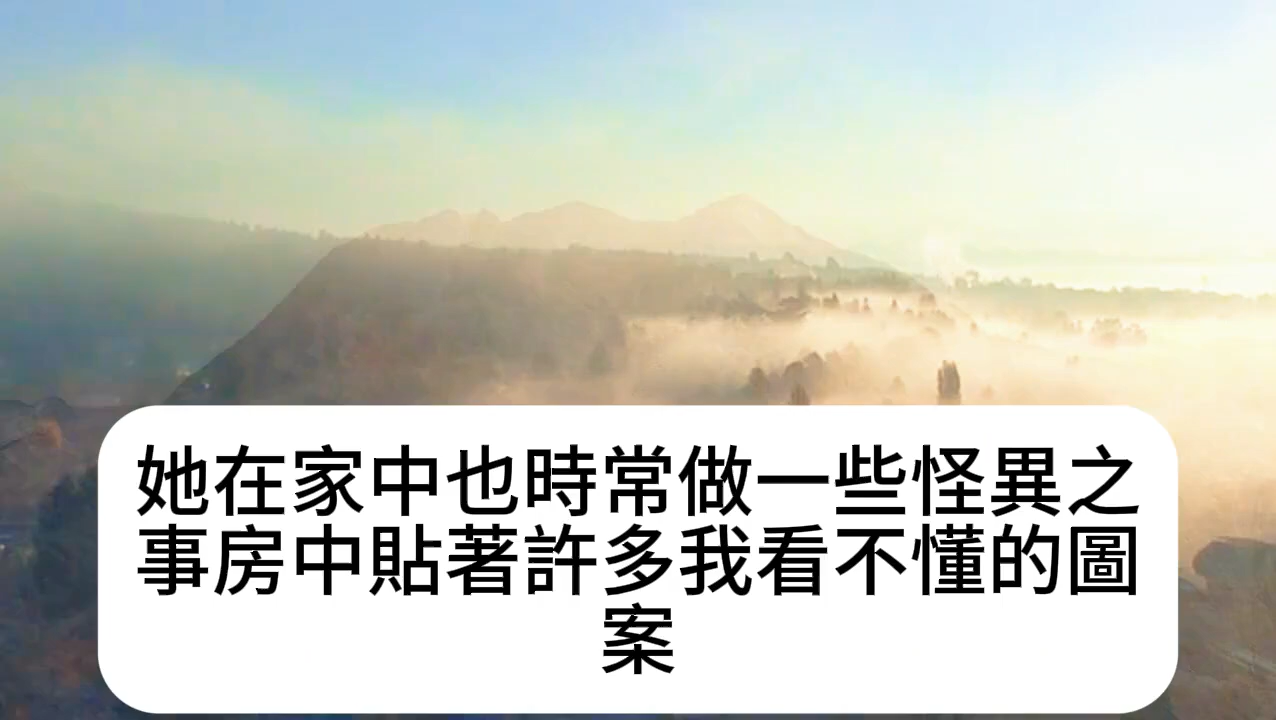 她在家中也時常做一些怪異之
事房中貼著許多我看不懂的圖
案